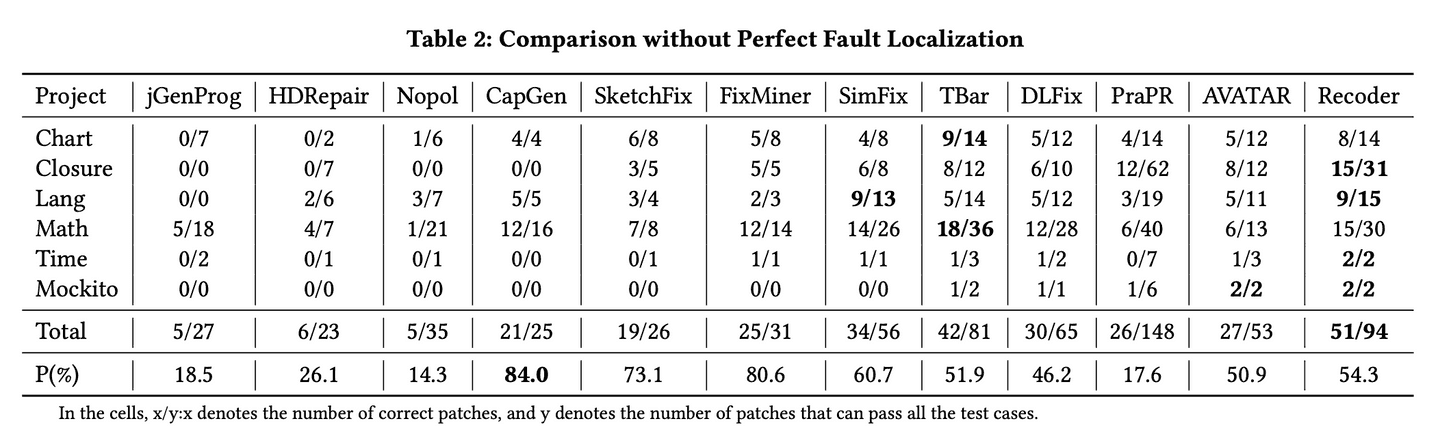 Table 2: Comparison without Perfect Fault Localization
Project jGenProg HDRepair Nopol CapGen SketchFix FixMiner SimFix TBar DLFix PraPR AVATAR Recoder
Chart 0/7 0/2 1/6 4/4 6/8 5/8 4/8 9/14 5/12 4/14 5/12 8/14
Closure 0/0 0/7 0/0 0/0 3/5 5/5 6/8 8/12 6/10 12/62 8/12 15/31
Lang 0/0 2/6 3/7 5/5 3/4 2/3 9/13 5/14 5/12 3/19 5/11 9/15
Math 5/18 4/7 1/21 12/16 7/8 12/14 14/26 18/36 12/28 6/40 6/13 15/30
Time 0/2 0/1 0/1 0/0 0/1 1/1 1/1 1/3 1/2 0/7 1/3 2/2
Mockito 0/0 0/0 0/0 0/0 0/0 0/0 0/0 1/2 1/1 1/6 2/2 2/2
Total 5/27 6/23 5/35 21/25 19/26 25/31 34/56 42/81 30/65 26/148 27/53 51/94
P(%) 18.5 26.1 14.3 84.0 73.1 80.6 60.7 51.9 46.2 17.6 50.9 54.3
In the cells, x/y:x denotes the number of correct patches, and y denotes the number of patches that can pass all the test cases.